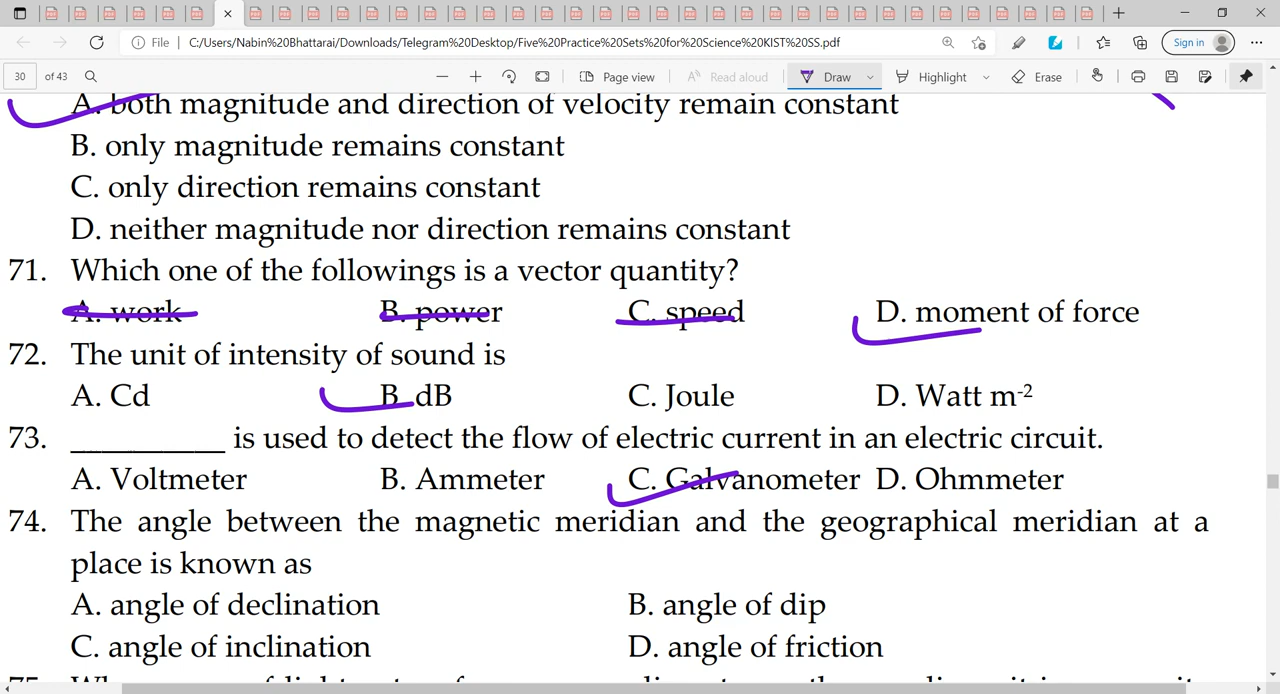 Sign in
File C:/Users/Nabin%20Bhattarai/Downloads/Telegram%20Desktop/Five%20Practice%20Sets%20for%20Science%20KIST%20SS.pdf
30 of 43 Page view Read aloud Draw Highlight Erase
A. both magnitude and direction of velocity remain constant
B. only magnitude remains constant
C. only direction remains constant
D. neither magnitude nor direction remains constant
71. Which one of the followings is a vector quantity?
A. work B. power C. speed D. moment of force
72. The unit of intensity of sound is
A. Cd B. dB C. Joule D. Watt m⁻²
73. __________ is used to detect the flow of electric current in an electric circuit.
A. Voltmeter B. Ammeter C. Galvanometer D. Ohmmeter
74. The angle between the magnetic meridian and the geographical meridian at a
place is known as
A. angle of declination B. angle of dip
C. angle of inclination D. angle of friction